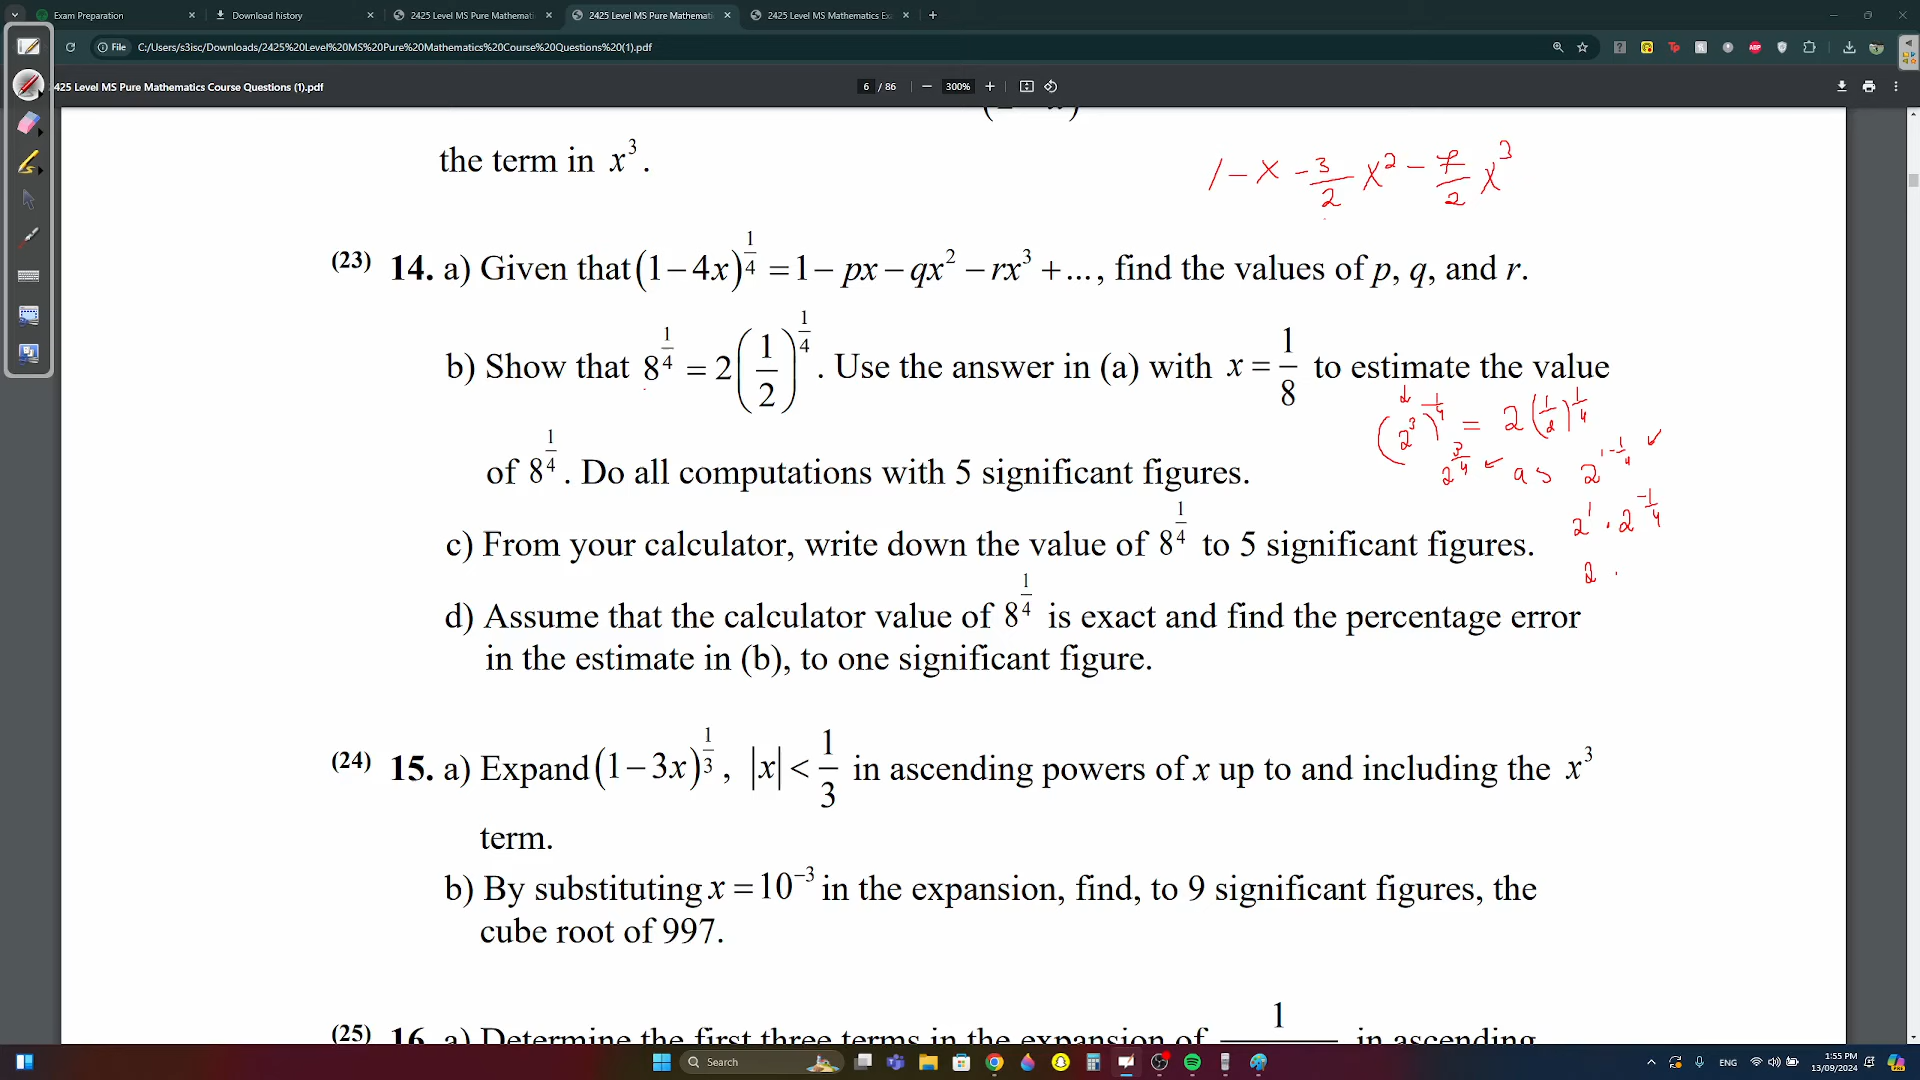 Exam Preparation
Download history
2425 Level MS Pure Mathemati
2425 Level MS Pure Mathemati
2425 Level MS Mathematics Ex
File C:/Users/s3isc/Downloads/2425%20Level%20MS%20Pure%20Mathematics%20Course%20Questions%20(1).pdf
425 Level MS Pure Mathematics Course Questions (1).pdf
6 / 86
300%
the term in x³.
1 - x - 3/2 x² - 7/2 x³
(23) 14. a) Given that (1 − 4x)^(1/4) = 1 − px − qx² − rx³ + ..., find the values of p, q, and r.
b) Show that 8^(1/4) = 2(1/2)^(1/4). Use the answer in (a) with x = 1/8 to estimate the value
(2³)^(1/4) = 2(1/2)^(1/4)
2^(3/4) ✓ as 2^(1-1/4) ✓
of 8^(1/4). Do all computations with 5 significant figures.
2^1 · 2^(-1/4)
c) From your calculator, write down the value of 8^(1/4) to 5 significant figures.
2 ·
d) Assume that the calculator value of 8^(1/4) is exact and find the percentage error
in the estimate in (b), to one significant figure.
(24) 15. a) Expand (1 − 3x)^(1/3), |x| < 1/3 in ascending powers of x up to and including the x³
term.
b) By substituting x = 10⁻³ in the expansion, find, to 9 significant figures, the
cube root of 997.
(25) 16. a) Determine the first three terms in the expansion of 1 in ascending
Search
ENG
1:55 PM
13/09/2024